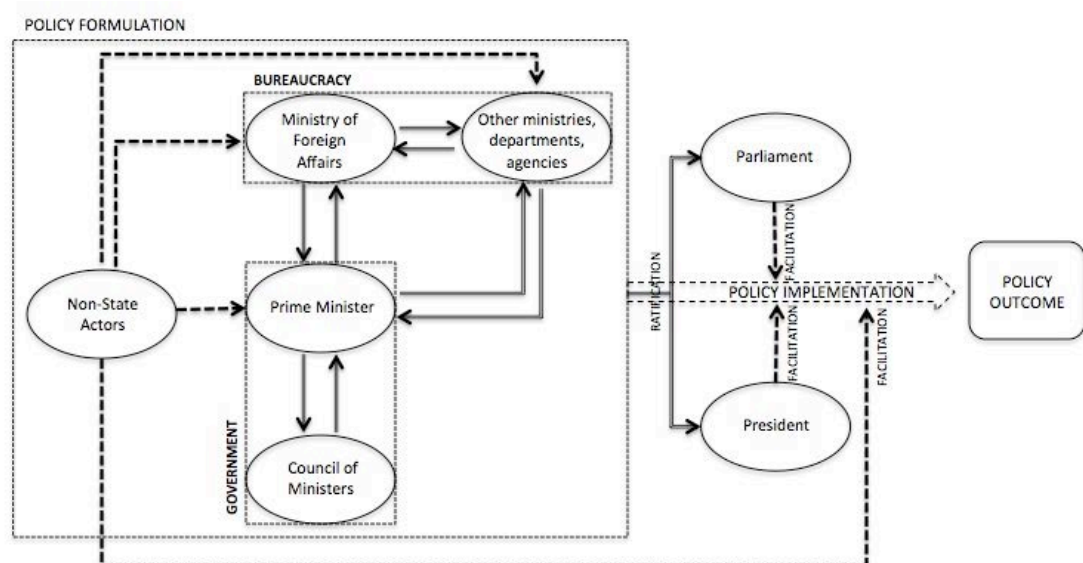 POLICY FORMULATION
BUREAUCRACY
Ministry of
Foreign
Affairs
Other ministries,
departments,
agencies
Parliament
FACILITATION
Non-State
Actors
Prime Minister
RATIFICATION
POLICY IMPLEMENTATION
POLICY
OUTCOME
FACILITATION
FACILITATION
President
GOVERNMENT
Council of
Ministers